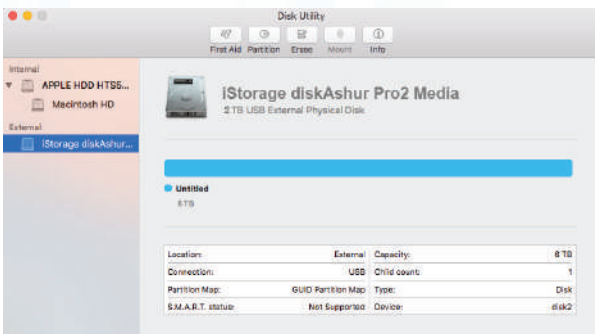 Disk Utility
First Aid Partition Erase Mount Info
Internal
APPLE HDD HTS5...
Macintosh HD
External
iStorage diskAshur...
iStorage diskAshur Pro2 Media
2 TB USB External Physical Disk
Untitled
8 TB
Location: External Capacity: 8 TB
Connection: USB Child count: 1
Partition Map: GUID Partition Map Type: Disk
S.M.A.R.T. status: Not Supported Device: disk2